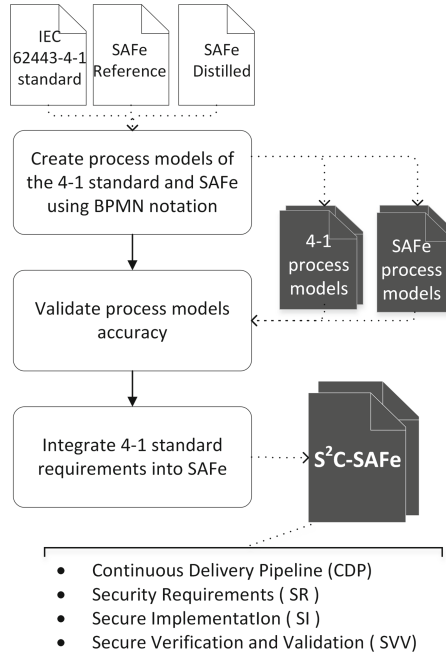 IEC
62443-4-1
standard
SAFe
Reference
SAFe
Distilled
Create process models of
the 4-1 standard and SAFe
using BPMN notation
4-1
process
models
SAFe
process
models
Validate process models
accuracy
Integrate 4-1 standard
requirements into SAFe
S²C-SAFe
• Continuous Delivery Pipeline (CDP)
• Security Requirements ( SR )
• Secure Implementation ( SI )
• Secure Verification and Validation ( SVV)